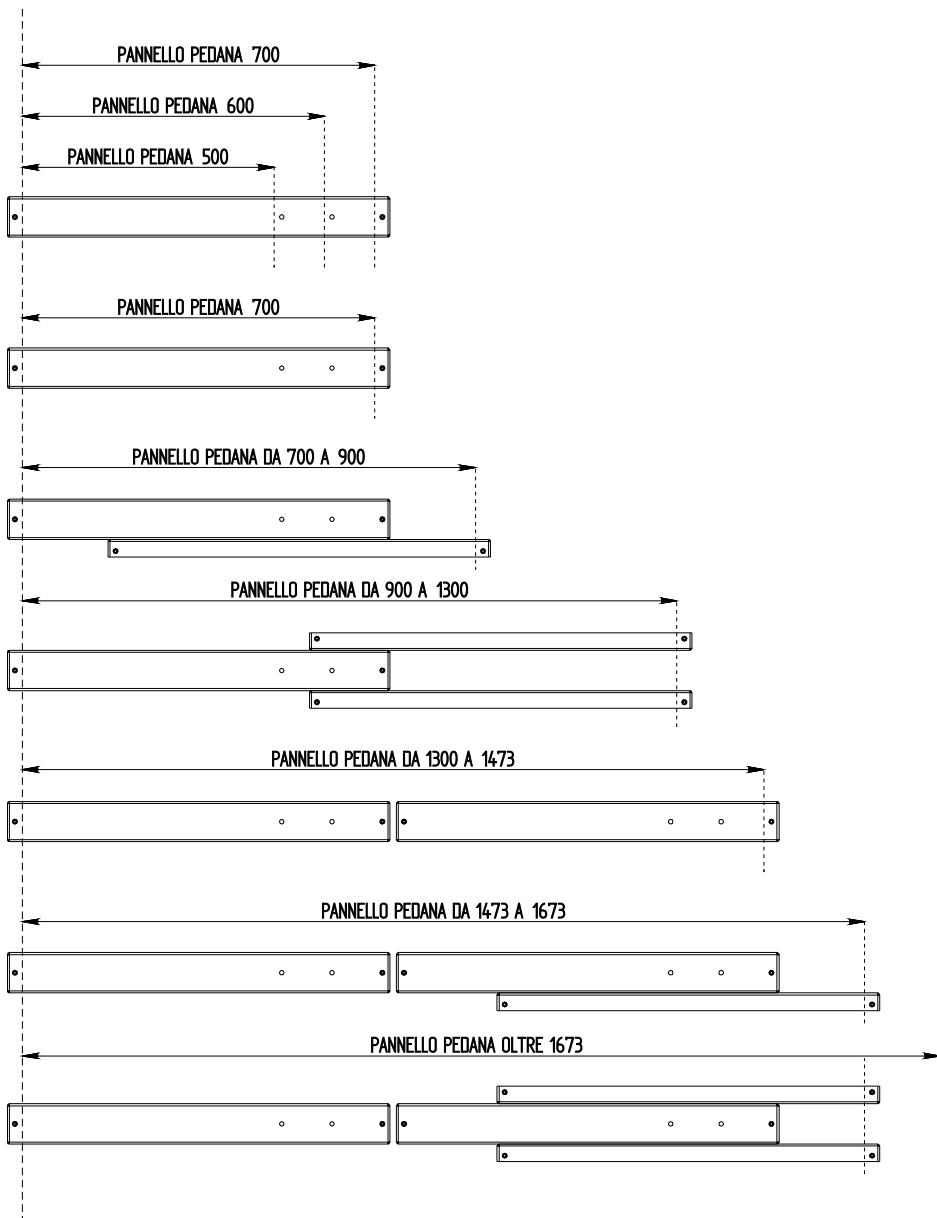 PANNELLO PEDANA 700
PANNELLO PEDANA 600
PANNELLO PEDANA 500
PANNELLO PEDANA 700
PANNELLO PEDANA DA 700 A 900
PANNELLO PEDANA DA 900 A 1300
PANNELLO PEDANA DA 1300 A 1473
PANNELLO PEDANA DA 1473 A 1673
PANNELLO PEDANA OLTRE 1673